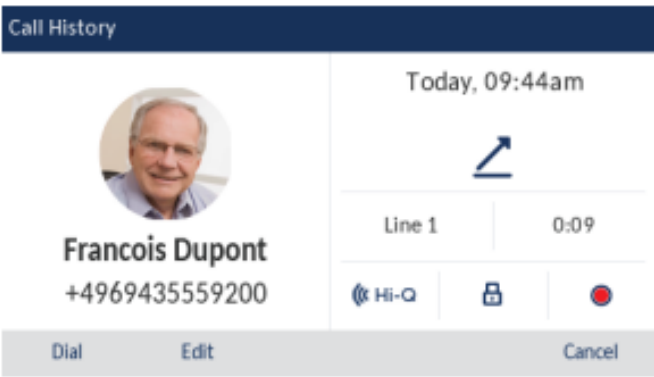 Call History
Francois Dupont
+4969435559200
Today, 09:44am
Line 1 0:09
Hi-Q
Dial Edit Cancel